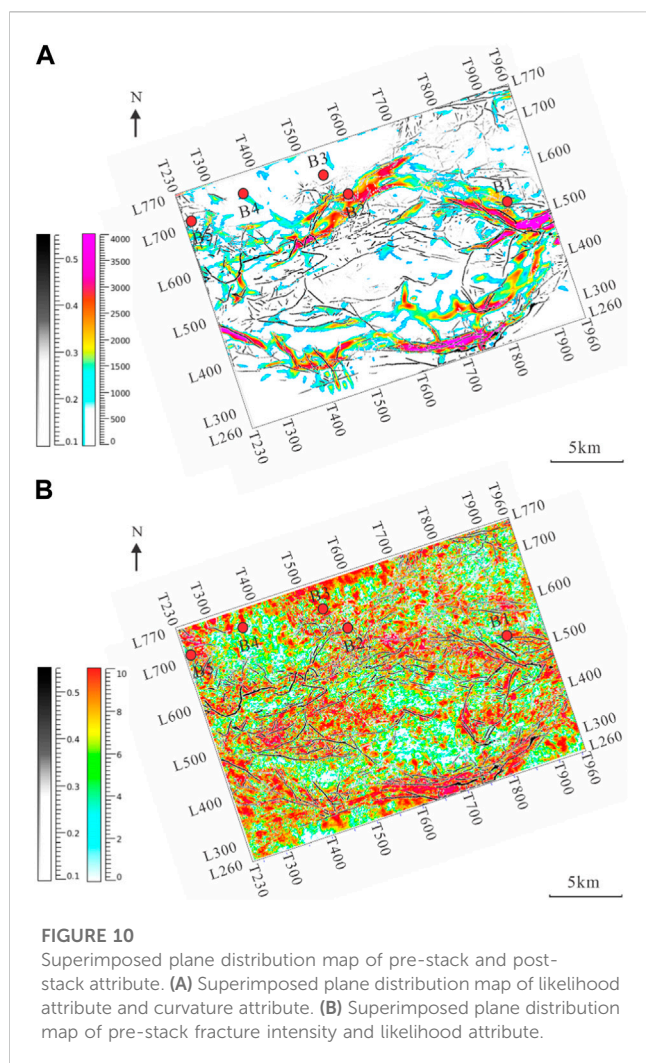 A
N
T230
T300
T400
T500
T600
T700
T800
T900
T960
L770
L700
L600
L500
L400
L300
L260
L770
L700
L600
L500
L400
L300
L260
T230
T300
T400
T500
T600
T700
T800
T900
T960
B3
B4
B2
B1
B5
0.5
0.4
0.3
0.2
0.1
4000
3500
3000
2500
2000
1500
1000
500
0
5km
B
N
T230
T300
T400
T500
T600
T700
T800
T900
T960
L770
L700
L600
L500
L400
L300
L260
L770
L700
L600
L500
L400
L300
L260
T230
T300
T400
T500
T600
T700
T800
T900
T960
B3
B4
B2
B1
B5
0.5
0.4
0.3
0.2
0.1
10
8
6
4
2
0
5km
FIGURE 10
Superimposed plane distribution map of pre-stack and post-
stack attribute. (A) Superimposed plane distribution map of likelihood
attribute and curvature attribute. (B) Superimposed plane distribution
map of pre-stack fracture intensity and likelihood attribute.